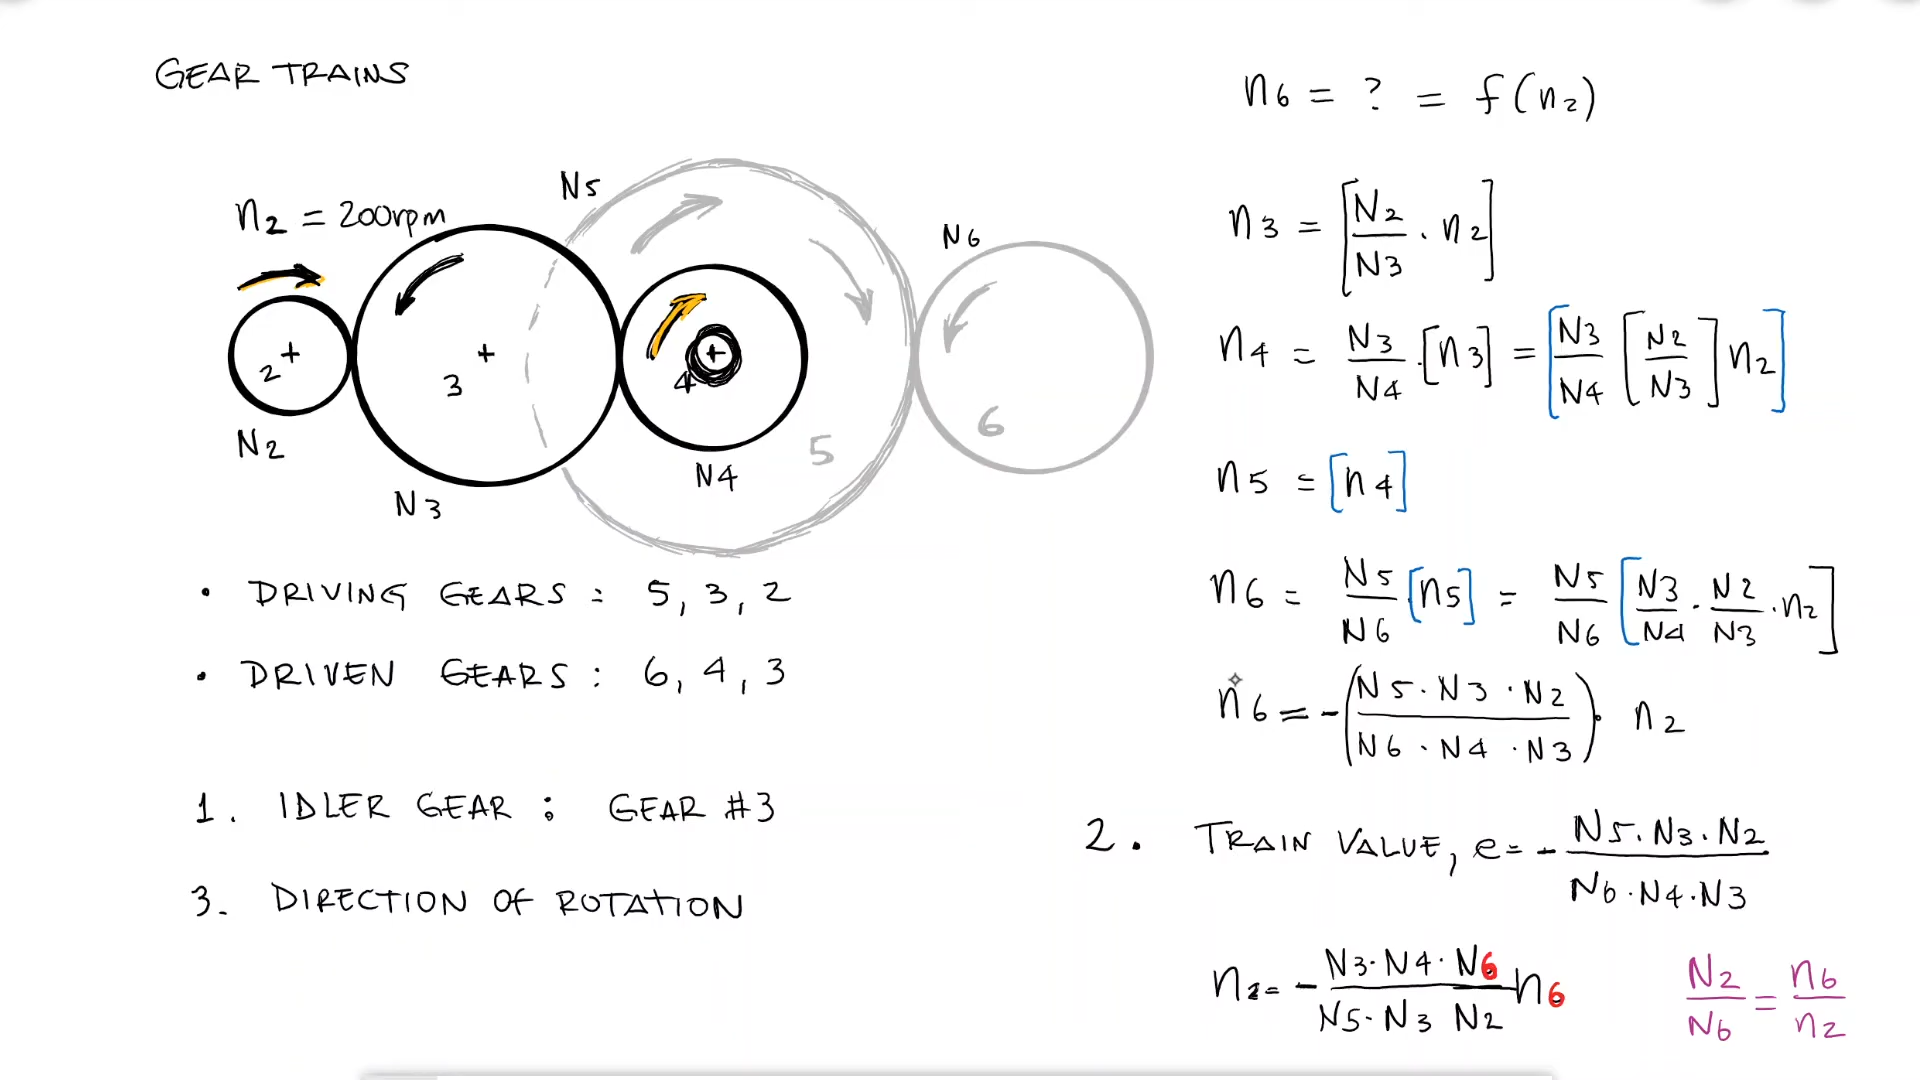 GEAR TRAINS
n2 = 200rpm
N5
N6
2
3
4
5
6
N2
N3
N4
• DRIVING GEARS : 5, 3, 2
• DRIVEN GEARS : 6, 4, 3
1. IDLER GEAR : GEAR #3
3. DIRECTION OF ROTATION
n6 = ? = f(n2)
n3 = [N2/N3 · n2]
n4 = N3/N4 · [n3] = [N3/N4 [N2/N3] n2]
n5 = [n4]
n6 = N5/N6 · [n5] = N5/N6 [N3/N4 · N2/N3 · n2]
n6 = -(N5 · N3 · N2 / N6 · N4 · N3) · n2
2. TRAIN VALUE, e = - N5 · N3 · N2 / N6 · N4 · N3
n2 = - N3 · N4 · N6 / N5 · N3 N2 n6
N2/N6 = n6/n2